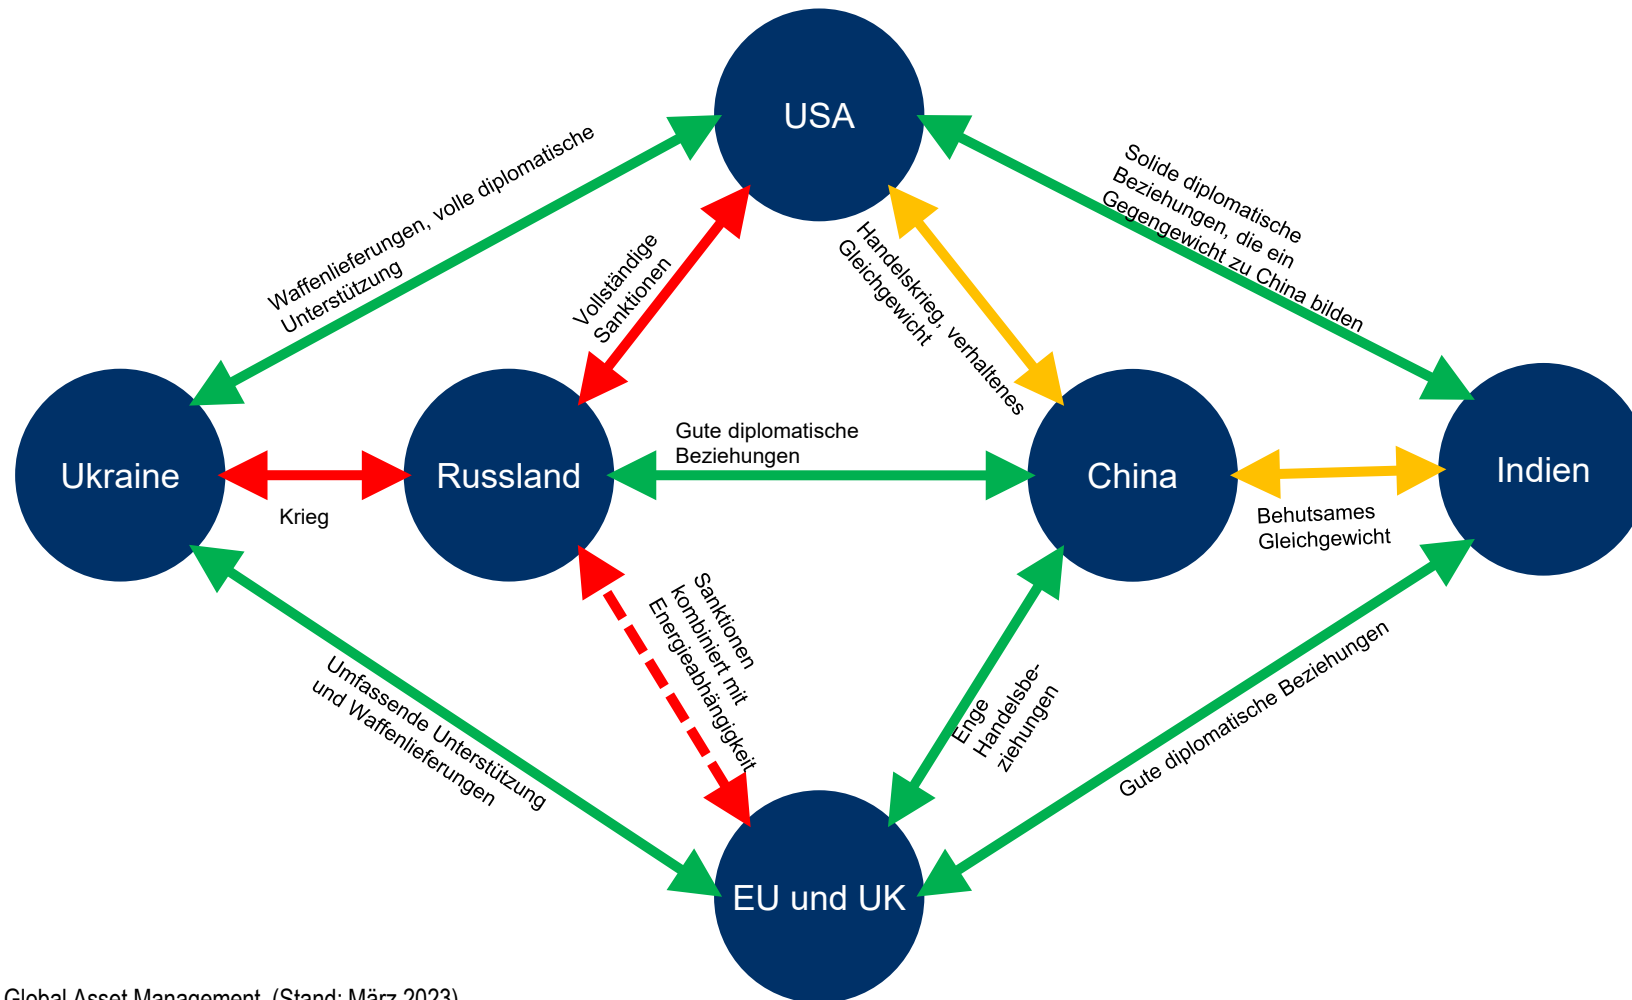 USA
Waffenlieferungen, volle diplomatische
Unterstützung
Vollständige
Sanktionen
Handelskrieg, verhaltenes
Gleichgewicht
Solide diplomatische
Beziehungen, die ein
Gegengewicht zu China bilden
Ukraine
Krieg
Russland
Gute diplomatische
Beziehungen
China
Behutsames
Gleichgewicht
Indien
Umfassende Unterstützung
und Waffenlieferungen
Sanktionen
kombiniert mit
Energieabhängigkeit
Enge
Handelsbe-
ziehungen
Gute diplomatische Beziehungen
EU und UK
Global Asset Management. (Stand: März 2023)